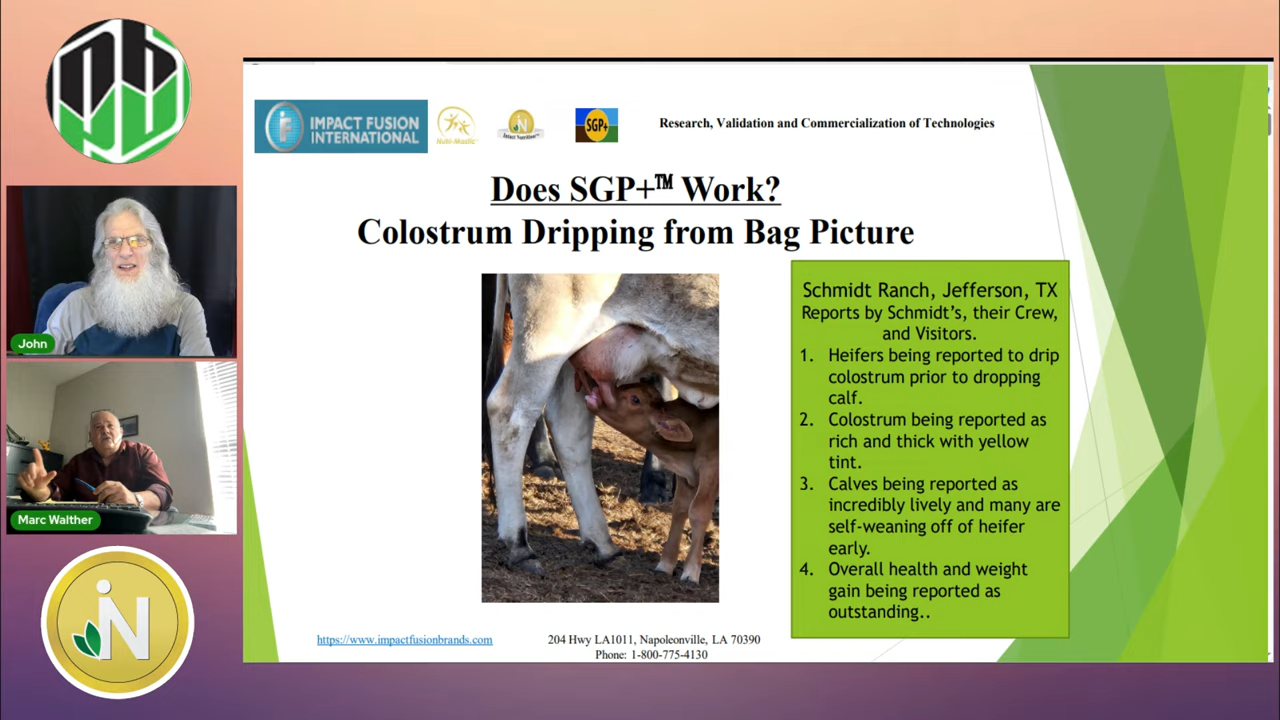 John
Marc Walther
iN
IMPACT FUSION
INTERNATIONAL
SGP+
Research, Validation and Commercialization of Technologies
Does SGP+™ Work?
Colostrum Dripping from Bag Picture
Schmidt Ranch, Jefferson, TX
Reports by Schmidt's, their Crew,
and Visitors.
1. Heifers being reported to drip
colostrum prior to dropping
calf.
2. Colostrum being reported as
rich and thick with yellow
tint.
3. Calves being reported as
incredibly lively and many are
self-weaning off of heifer
early.
4. Overall health and weight
gain being reported as
outstanding..
https://www.impactfusionbrands.com
204 Hwy LA1011, Napoleonville, LA 70390
Phone: 1-800-775-4130